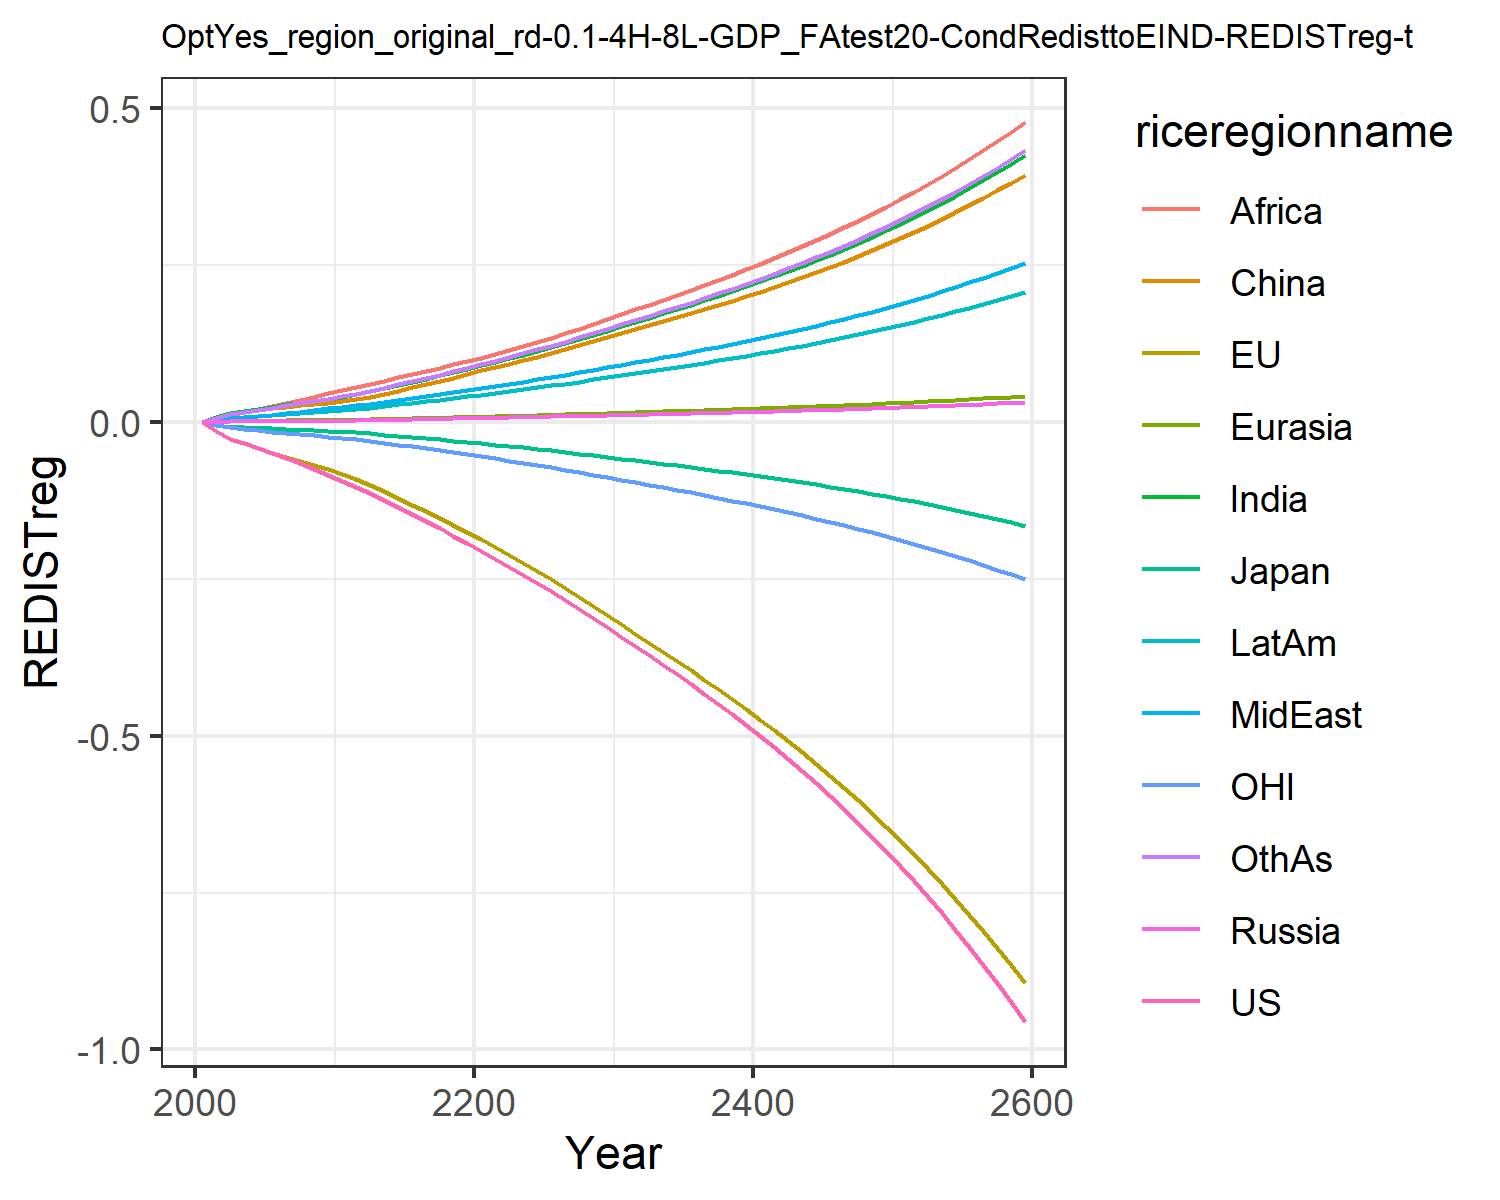 OptYes_region_original_rd-0.1-4H-8L-GDP_FAtest20-CondRedisttoEIND-REDISTreg-t
0.5
0.0
-0.5
-1.0
REDISTreg
2000 2200 2400 2600
Year
riceregionname
Africa
China
EU
Eurasia
India
Japan
LatAm
MidEast
OHI
OthAs
Russia
US